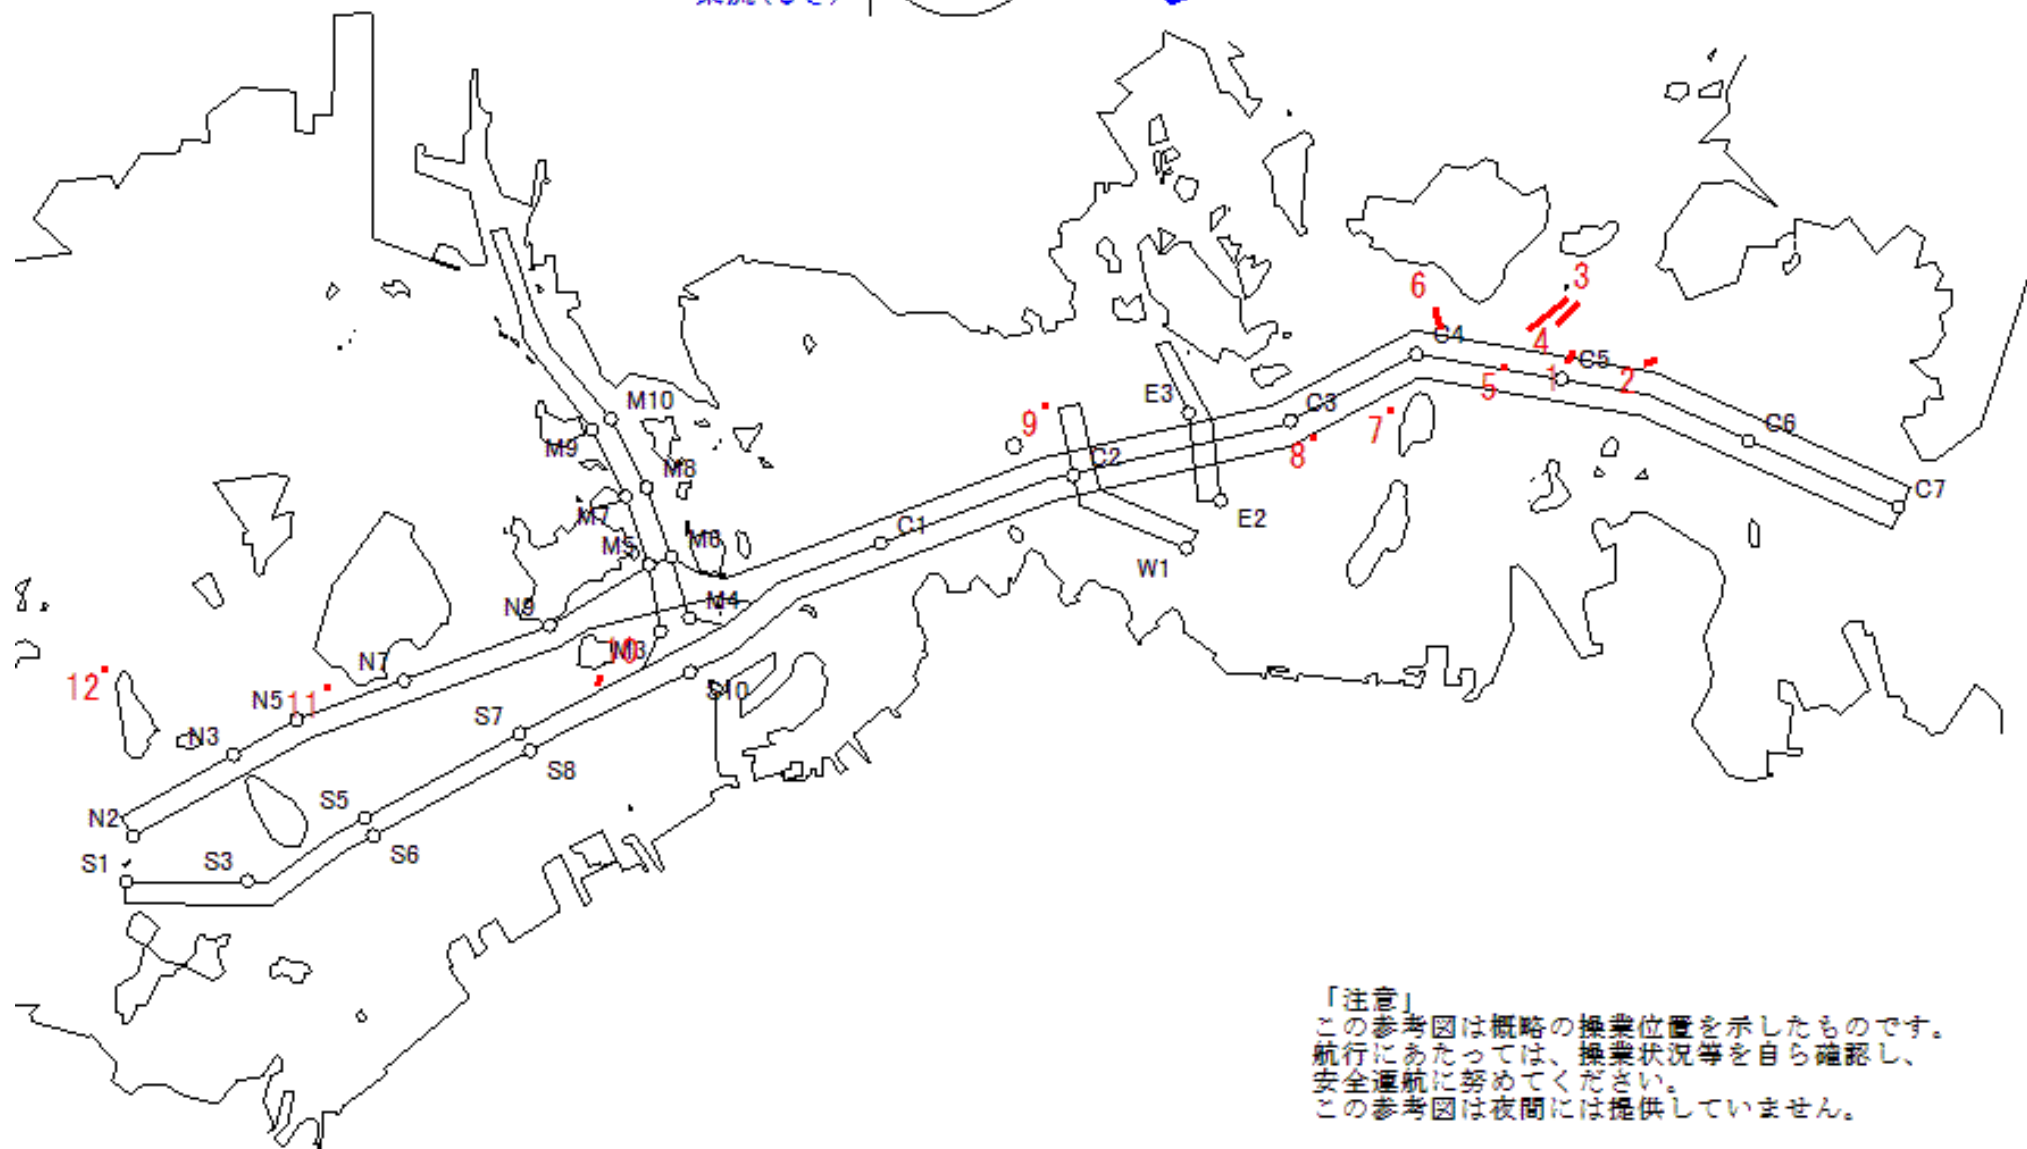 6
3
C4
4
C5
5
1
2
E3
C3
7
C6
M10
9
M9
8
M8
C2
C7
M7
E2
C1
M6
M5
W1
N9
M4
M3
10
N7
12
N5
11
S10
S7
N3
S8
S5
N2
S6
S1
S3
「注意」
この参考図は概略の操業位置を示したものです。
航行にあたっては、操業状況等を自ら確認し、
安全運航に努めてください。
この参考図は夜間には提供していません。